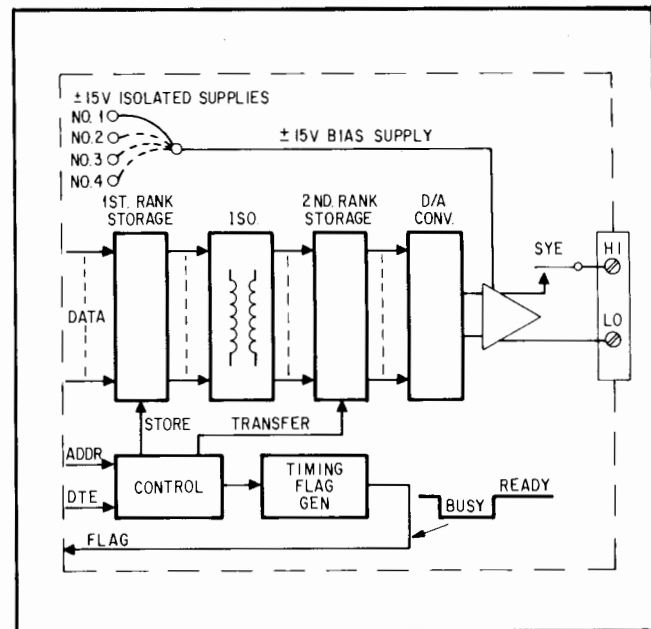 ±15V ISOLATED SUPPLIES
NO. 1
NO. 2
NO. 3
NO. 4
±15V BIAS SUPPLY
1ST. RANK
STORAGE
ISO.
2ND. RANK
STORAGE
D/A
CONV.
SYE
HI
LO
DATA
STORE
TRANSFER
ADDR
DTE
CONTROL
TIMING
FLAG
GEN
BUSY
READY
FLAG